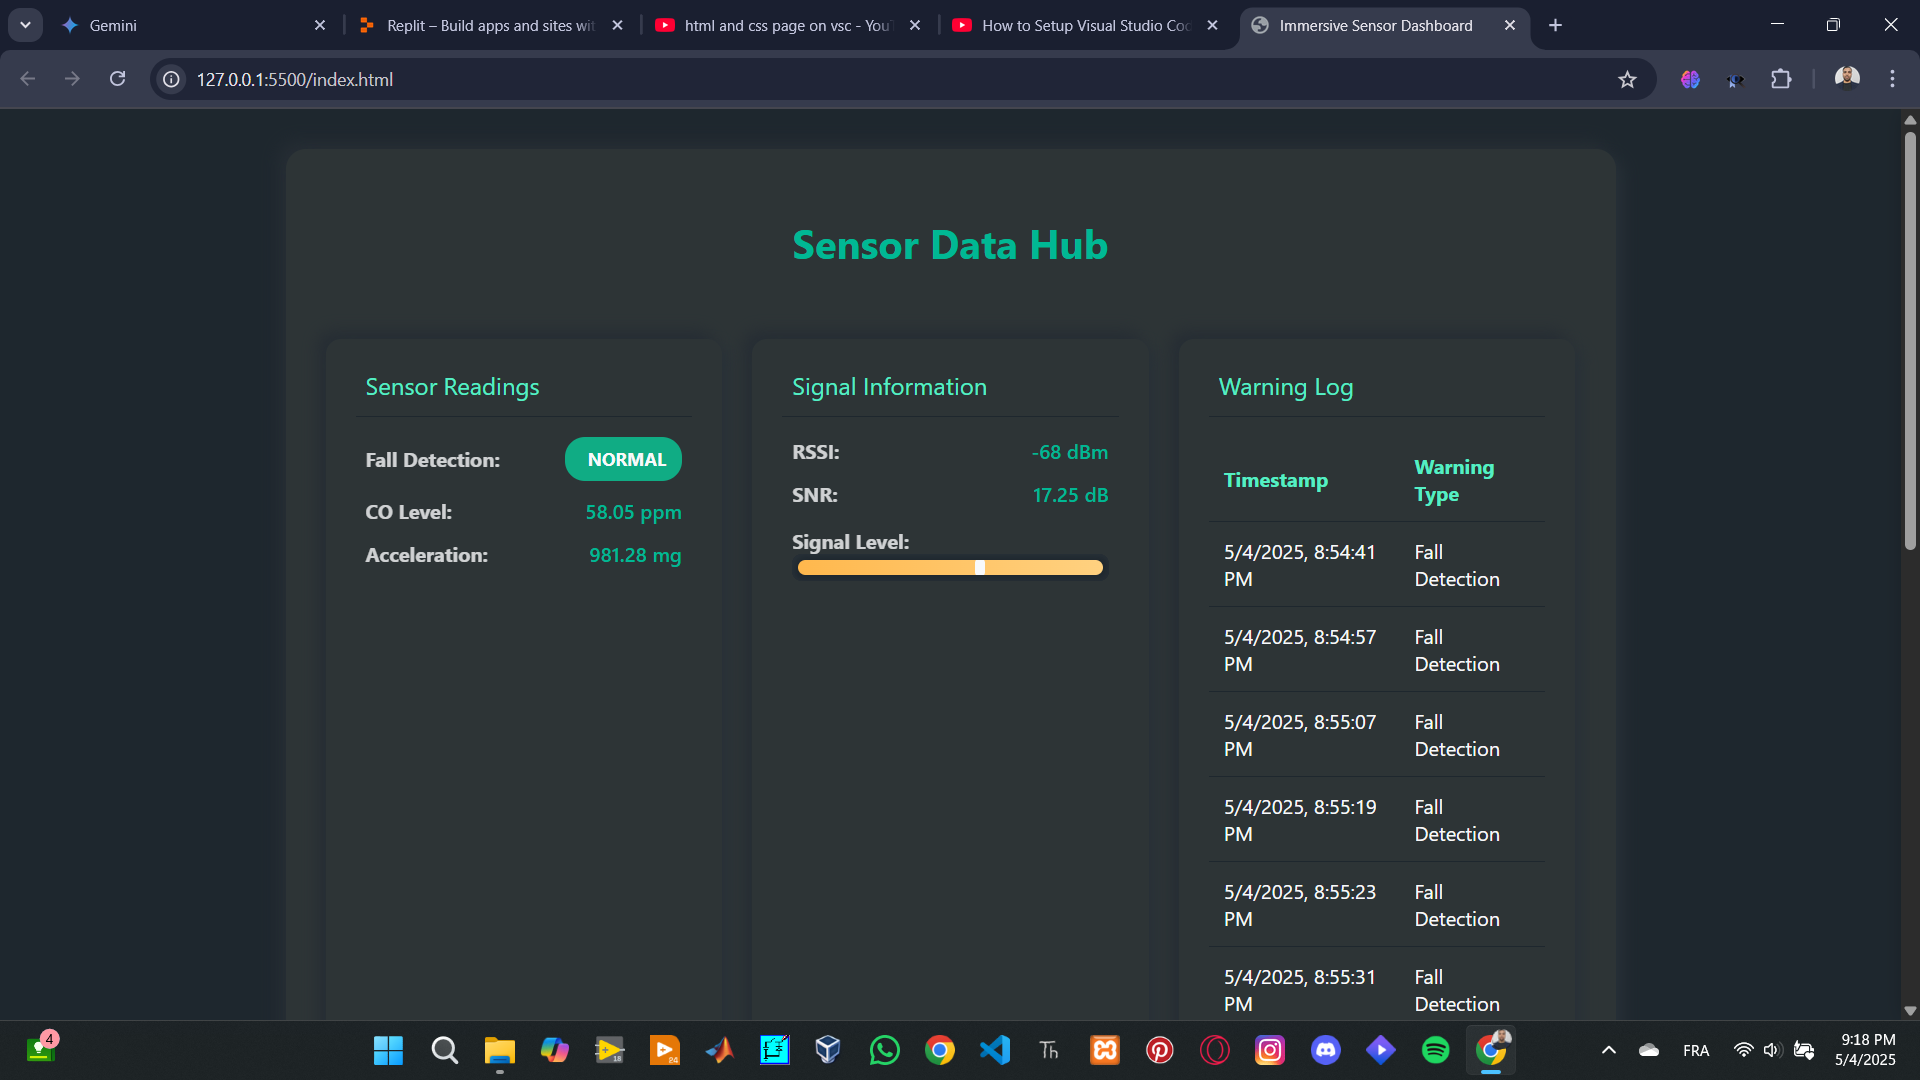 Gemini
Replit – Build apps and sites wit
html and css page on vsc - YouT
How to Setup Visual Studio Cod
Immersive Sensor Dashboard
127.0.0.1:5500/index.html
Sensor Data Hub
Sensor Readings
Fall Detection:
NORMAL
CO Level:
58.05 ppm
Acceleration:
981.28 mg
Signal Information
RSSI:
-68 dBm
SNR:
17.25 dB
Signal Level:
Warning Log
Timestamp
Warning
Type
5/4/2025, 8:54:41
PM
Fall
Detection
5/4/2025, 8:54:57
PM
Fall
Detection
5/4/2025, 8:55:07
PM
Fall
Detection
5/4/2025, 8:55:19
PM
Fall
Detection
5/4/2025, 8:55:23
PM
Fall
Detection
5/4/2025, 8:55:31
PM
Fall
Detection
4
18
24
Th
FRA
9:18 PM
5/4/2025